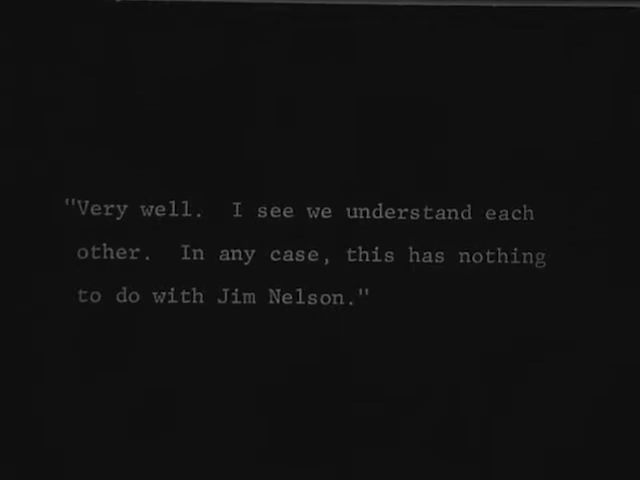 "Very well. I see we understand each
other. In any case, this has nothing
to do with Jim Nelson."